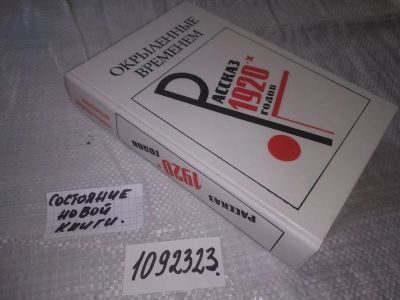 ОКРЫЛЕННЫЕ
ВРЕМЕНЕМ
РАССКАЗ
1920-х
ГОДОВ
РАССКАЗ
1920-х
ГОДОВ
СОСТОЯНИЕ
НОВОЙ
КНИГИ.
1092323.